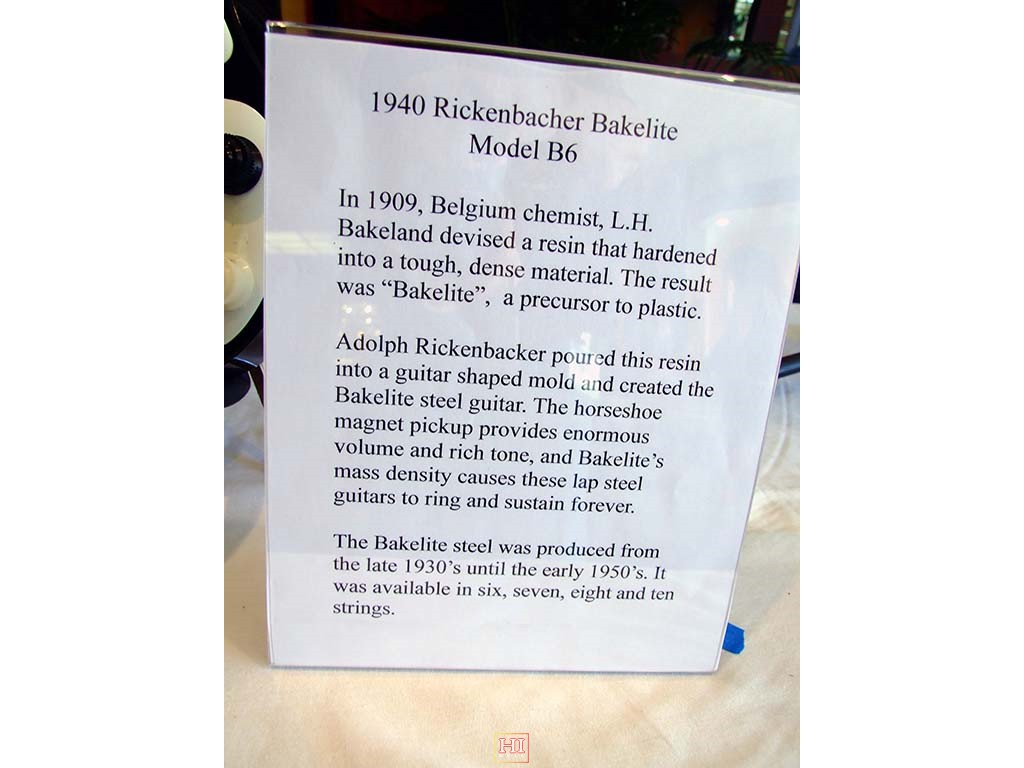 1940 Rickenbacher Bakelite
Model B6
In 1909, Belgium chemist, L.H.
Bakeland devised a resin that hardened
into a tough, dense material. The result
was “Bakelite”,  a precursor to plastic.
Adolph Rickenbacker poured this resin
into a guitar shaped mold and created the
Bakelite steel guitar. The horseshoe
magnet pickup provides enormous
volume and rich tone, and Bakelite’s
mass density causes these lap steel
guitars to ring and sustain forever.
The Bakelite steel was produced from
the late 1930’s until the early 1950’s. It
was available in six, seven, eight and ten
strings.
HI